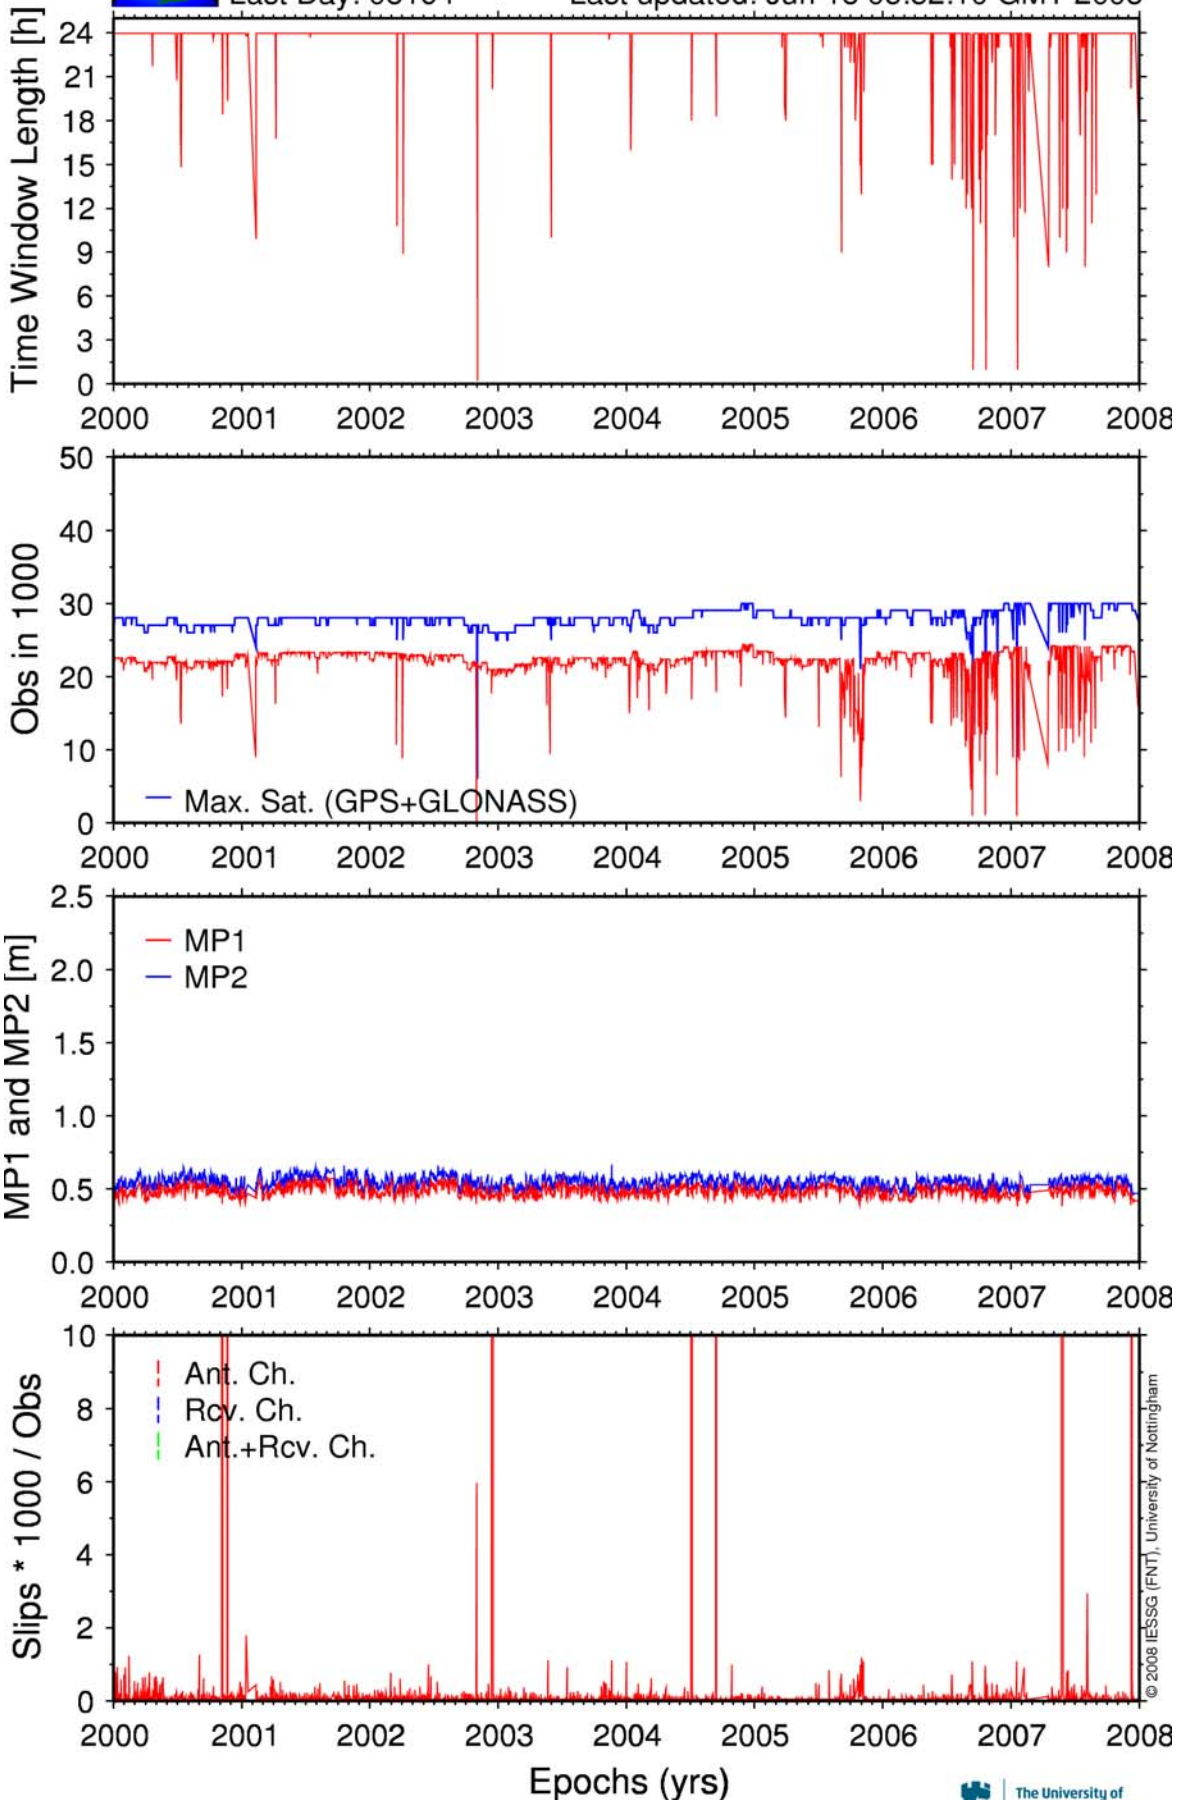 Time Window Length [h]
24
21
18
15
12
9
6
3
0
2000 2001 2002 2003 2004 2005 2006 2007 2008
Obs in 1000
50
40
30
20
10
0
Max. Sat. (GPS+GLONASS)
2000 2001 2002 2003 2004 2005 2006 2007 2008
MP1 and MP2 [m]
2.5
2.0
1.5
1.0
0.5
0.0
MP1
MP2
2000 2001 2002 2003 2004 2005 2006 2007 2008
Slips * 1000 / Obs
10
8
6
4
2
0
Ant. Ch.
Rcv. Ch.
Ant.+Rcv. Ch.
© 2008 IESSG (FNT), University of Nottingham
2000 2001 2002 2003 2004 2005 2006 2007 2008
Epochs (yrs)
The University of